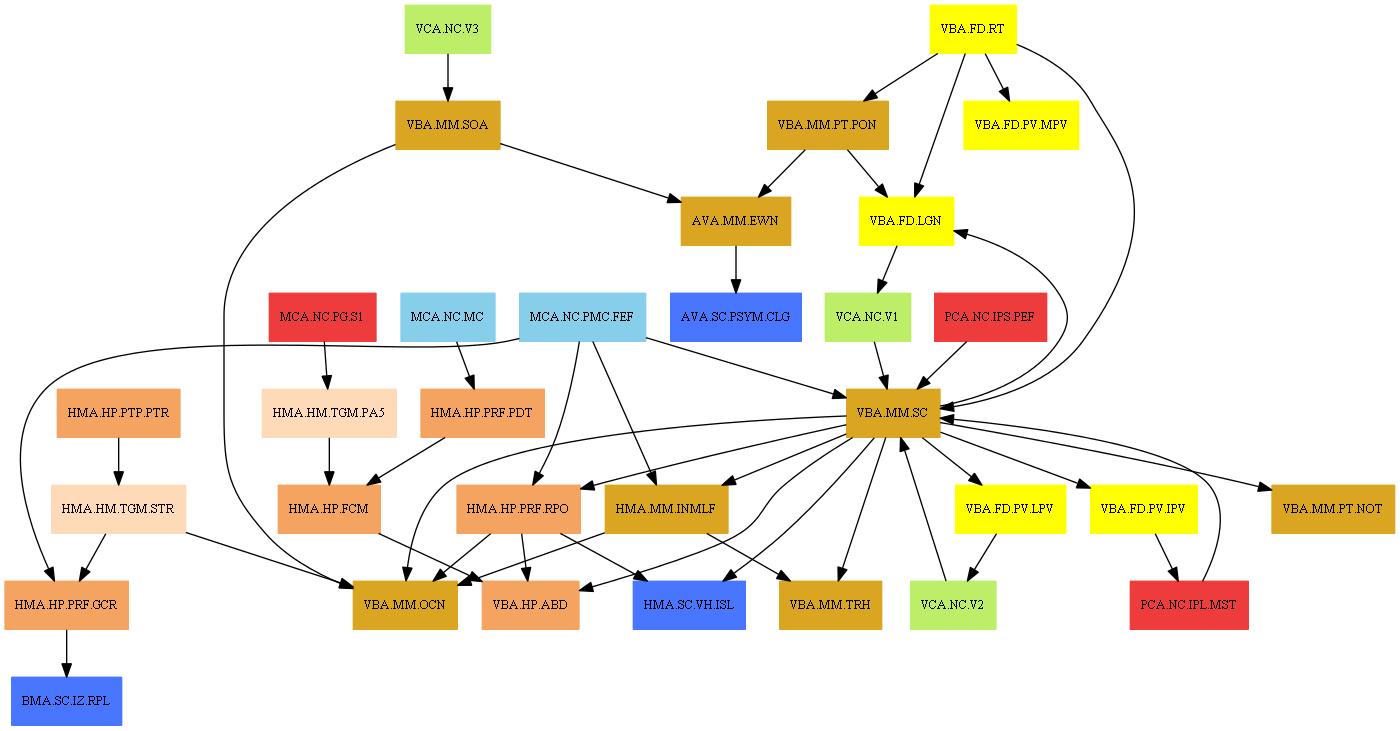 VCA.NC.V3
VBA.FD.RT
VBA.MM.SOA
VBA.MM.PT.PON
VBA.FD.PV.MPV
AVA.MM.EWN
VBA.FD.LGN
MCA.NC.PG.S1
MCA.NC.MC
MCA.NC.PMC.FEF
AVA.SC.PSYM.CLG
VCA.NC.V1
PCA.NC.IPS.PEF
HMA.HP.PTP.PTR
HMA.HM.TGM.PA5
HMA.HP.PRF.PDT
VBA.MM.SC
HMA.HM.TGM.STR
HMA.HP.FCM
HMA.HP.PRF.RPO
HMA.MM.INMLF
VBA.FD.PV.LPV
VBA.FD.PV.IPV
VBA.MM.PT.NOT
HMA.HP.PRF.GCR
VBA.MM.OCN
VBA.HP.ABD
HMA.SC.VH.ISL
VBA.MM.TRH
VCA.NC.V2
PCA.NC.IPL.MST
BMA.SC.IZ.RPL